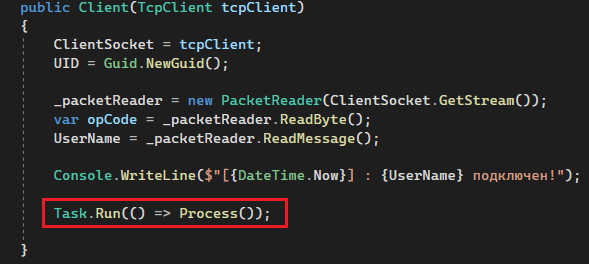 public Client(TcpClient tcpClient)
{
ClientSocket = tcpClient;
UID = Guid.NewGuid();
_packetReader = new PacketReader(ClientSocket.GetStream());
var opCode = _packetReader.ReadByte();
UserName = _packetReader.ReadMessage();
Console.WriteLine($"[{DateTime.Now}] : {UserName} подключен!");
Task.Run(() => Process());
}